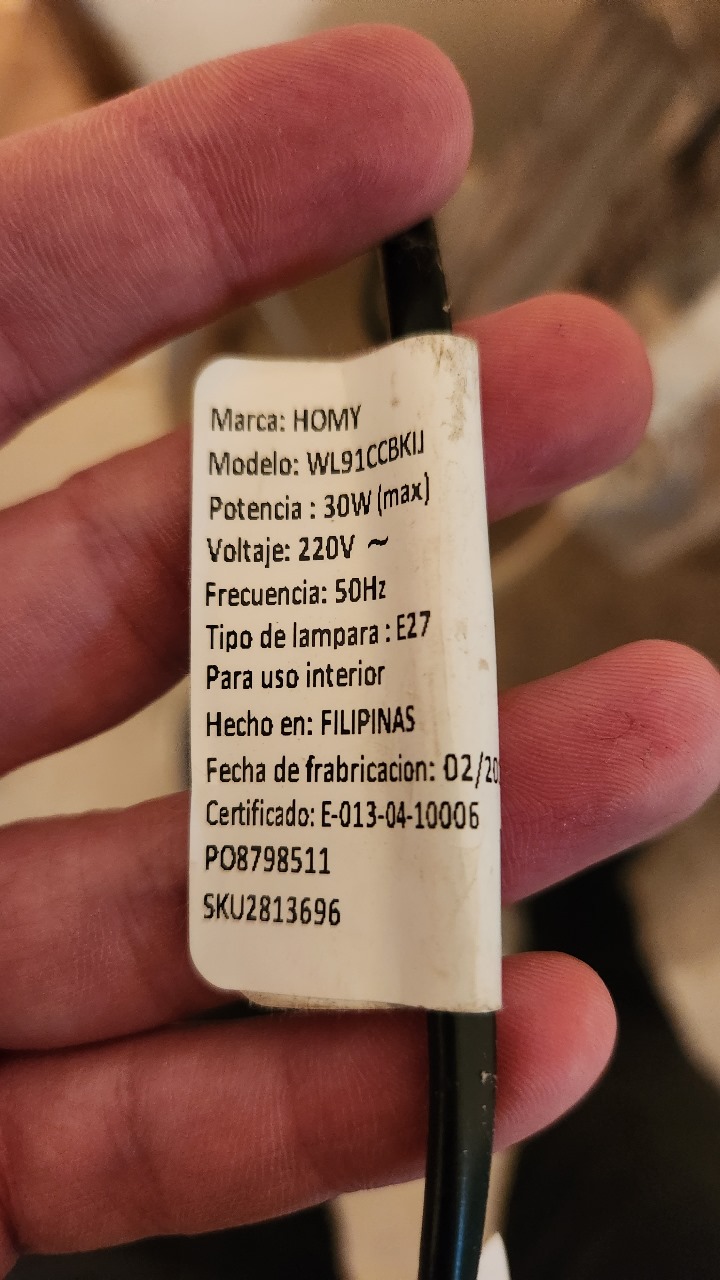 Marca: HOMY
Modelo: WL91CCBKIJ
Potencia : 30W (max)
Voltaje: 220V ~
Frecuencia: 50Hz
Tipo de lampara : E27
Para uso interior
Hecho en: FILIPINAS
Fecha de frabricacion: 02/20
Certificado: E-013-04-10006
PO8798511
SKU2813696